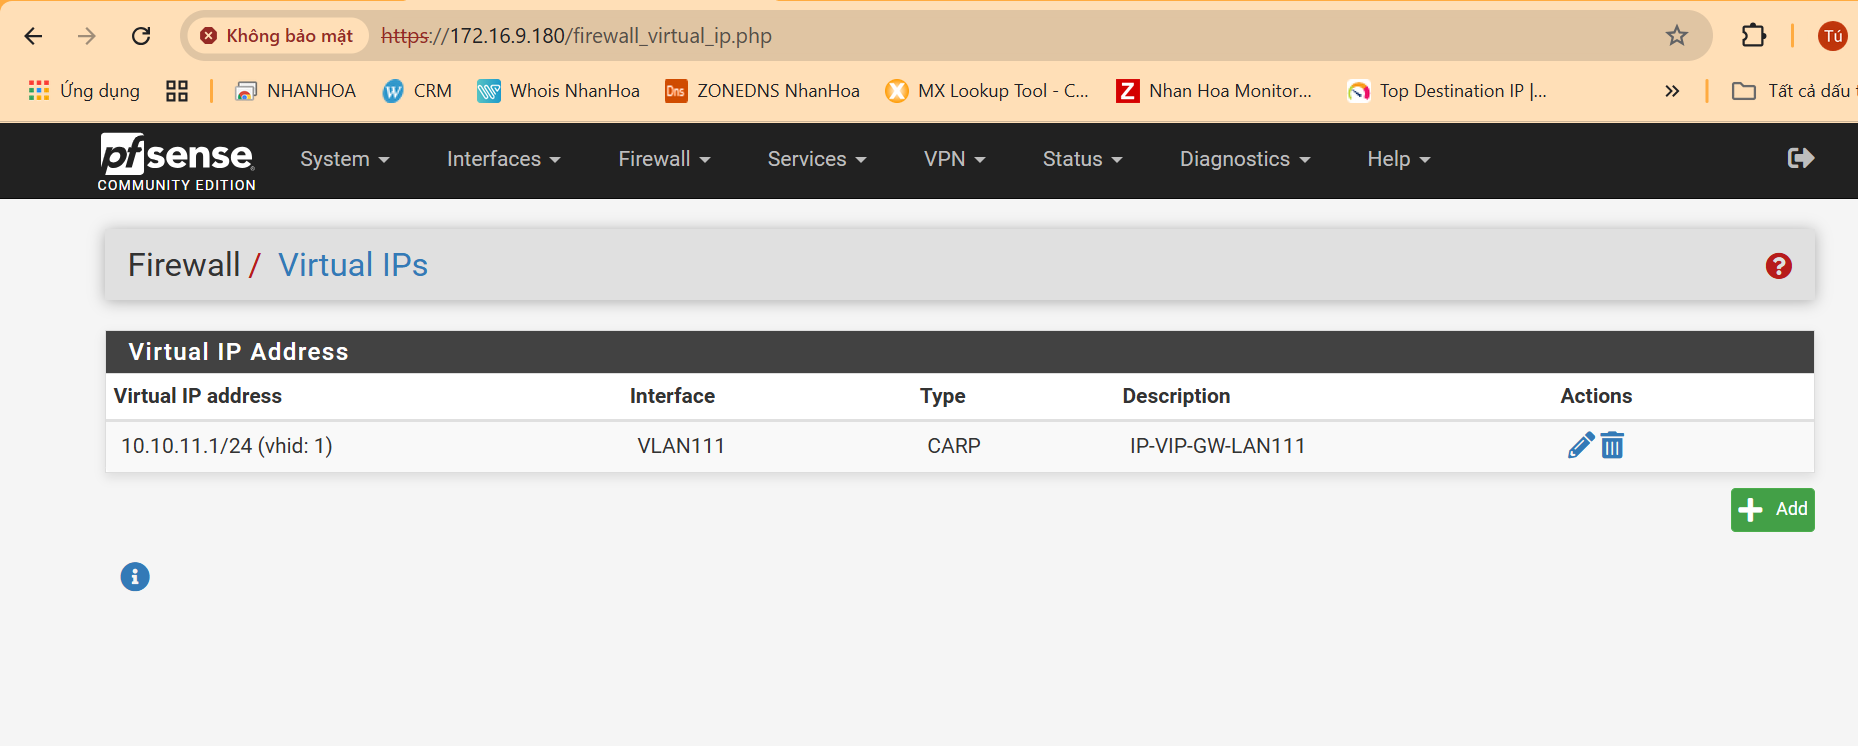 Không bảo mật https://172.16.9.180/firewall_virtual_ip.php Tú
Ứng dụng NHANHOA CRM Whois NhanHoa Dns ZONEDNS NhanHoa MX Lookup Tool - C... Z Nhan Hoa Monitor... Top Destination IP |... » Tất cả dấu
pfsense System Interfaces Firewall Services VPN Status Diagnostics Help
COMMUNITY EDITION
Firewall / Virtual IPs
Virtual IP Address
Virtual IP address Interface Type Description Actions
10.10.11.1/24 (vhid: 1) VLAN111 CARP IP-VIP-GW-LAN111
Add